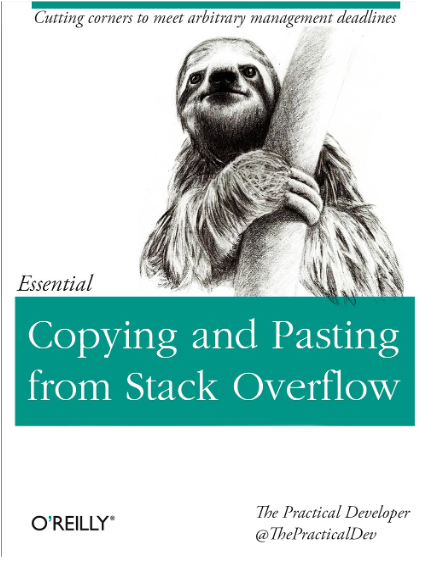 Cutting corners to meet arbitrary management deadlines
Essential
Copying and Pasting
from Stack Overflow
O'REILLY®
The Practical Developer
@ThePracticalDev